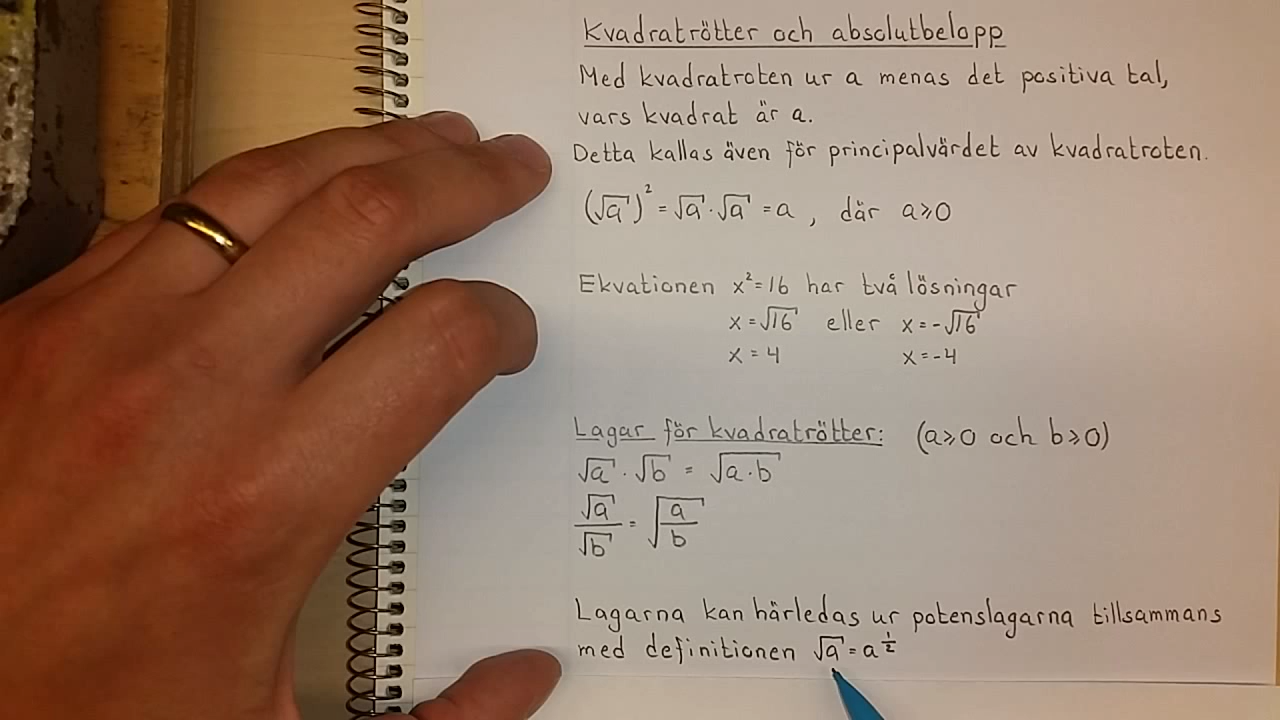 Kvadratrötter och absolutbelopp
Med kvadratroten ur a menas det positiva tal,
vars kvadrat är a.
Detta kallas även för principalvärdet av kvadratroten.
(√a)² = √a · √a = a , där a≥0
Ekvationen x²=16 har två lösningar
x=√16 eller x=-√16
x=4 x=-4
Lagar för kvadratrötter: (a≥0 och b≥0)
√a · √b = √(a·b)
√a/√b = √(a/b)
Lagarna kan härledas ur potenslagarna tillsammans
med definitionen √a = a^(1/2)